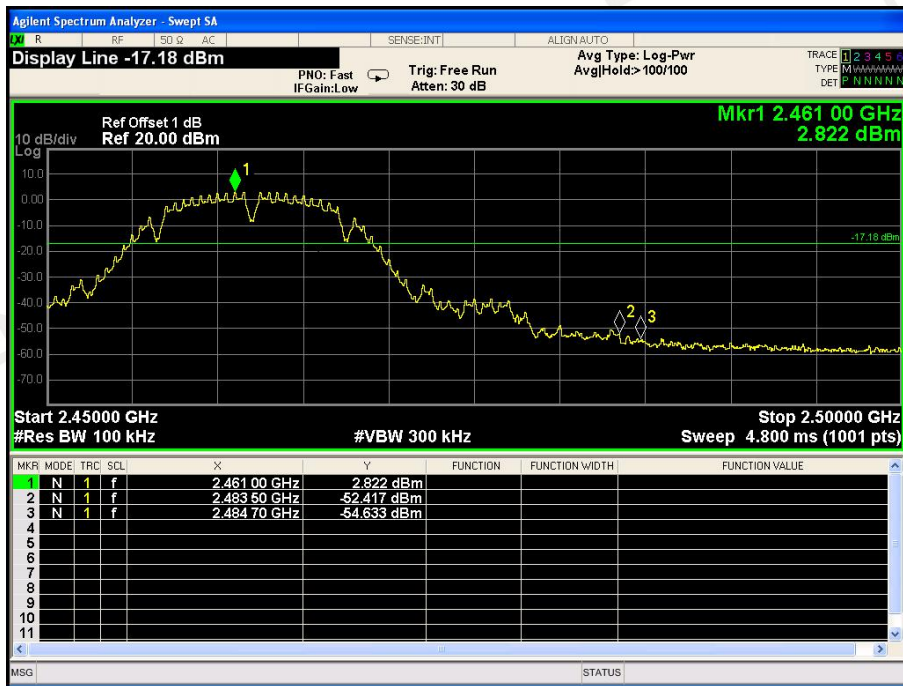 Agilent Spectrum Analyzer - Swept SA
LXI R RF 50 Ω AC SENSE:INT ALIGN AUTO
Display Line -17.18 dBm
Avg Type: Log-Pwr
TRACE 1 2 3 4 5 6
PNO: Fast Trig: Free Run Avg|Hold:>100/100
TYPE M WWWWW
IFGain:Low Atten: 30 dB
DET P N N N N N
Mkr1 2.461 00 GHz
2.822 dBm
Ref Offset 1 dB
10 dB/div Ref 20.00 dBm
Log
10.0
1
0.00
-10.0
-17.18 dBm
-20.0
-30.0
-40.0
2 3
-50.0
-60.0
-70.0
Start 2.45000 GHz Stop 2.50000 GHz
#Res BW 100 kHz #VBW 300 kHz Sweep 4.800 ms (1001 pts)
MKR MODE TRC SCL X Y FUNCTION FUNCTION WIDTH FUNCTION VALUE
1 N 1 f 2.461 00 GHz 2.822 dBm
2 N 1 f 2.483 50 GHz -52.417 dBm
3 N 1 f 2.484 70 GHz -54.633 dBm
4
5
6
7
8
9
10
11
MSG STATUS